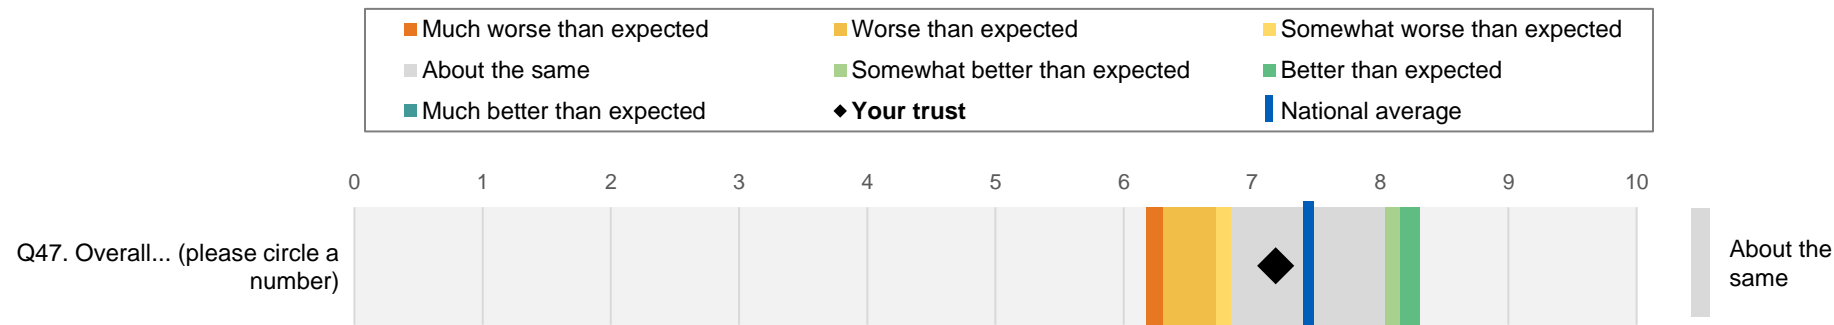 Much worse than expected Worse than expected Somewhat worse than expected
About the same Somewhat better than expected Better than expected
Much better than expected Your trust National average
0 1 2 3 4 5 6 7 8 9 10
Q47. Overall... (please circle a
number)
About the
same